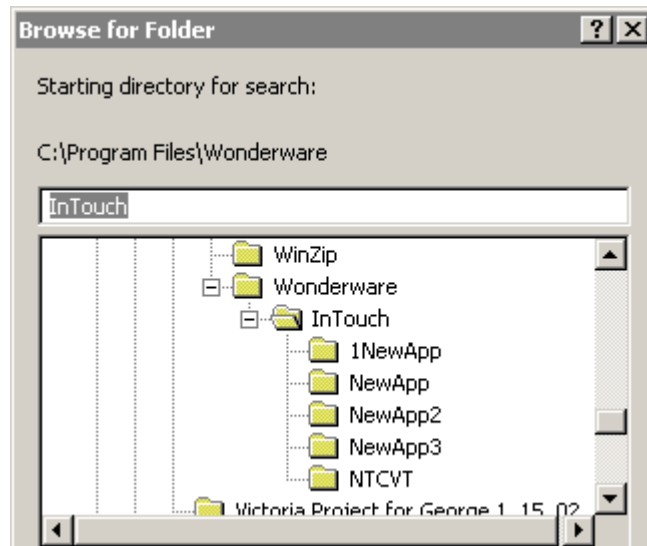 Browse for Folder
Starting directory for search:
C:\Program Files\Wonderware
InTouch
WinZip
Wonderware
InTouch
1NewApp
NewApp
NewApp2
NewApp3
NTCVT
Victoria Project for George 1_15_02